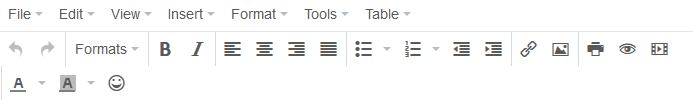 File Edit View Insert Format Tools Table
Formats B I
A A